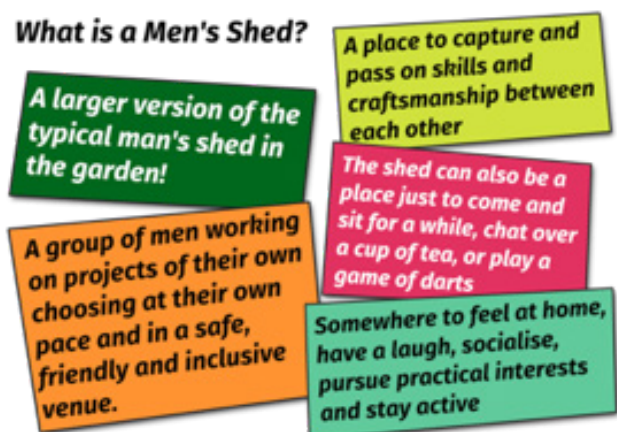 What is a Men's Shed?
A larger version of the
typical man's shed in
the garden!
A group of men working
on projects of their own
choosing at their own
pace and in a safe,
friendly and inclusive
venue.
A place to capture and
pass on skills and
craftsmanship between
each other
The shed can also be a
place just to come and
sit for a while, chat over
a cup of tea, or play a
game of darts
Somewhere to feel at home,
have a laugh, socialise,
pursue practical interests
and stay active